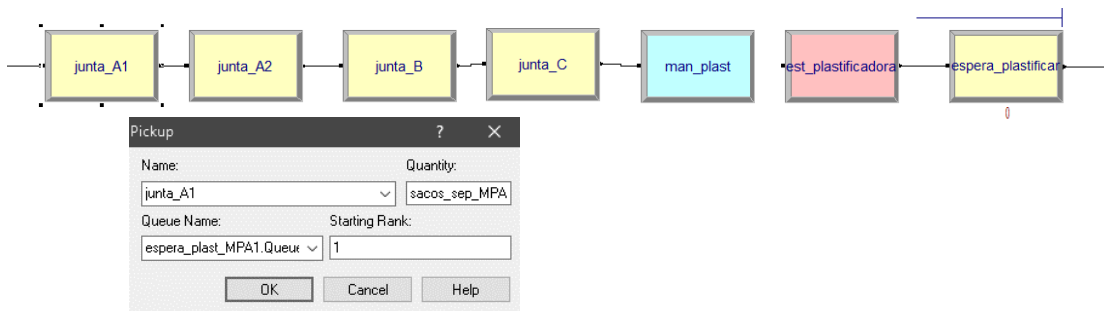 junta_A1 junta_A2 junta_B junta_C man_plast est_plastificadora espera_plastificar
0
Pickup ? ✕
Name: Quantity:
junta_A1 sacos_sep_MPA
Queue Name: Starting Rank:
espera_plast_MPA1.Queue 1
OK Cancel Help